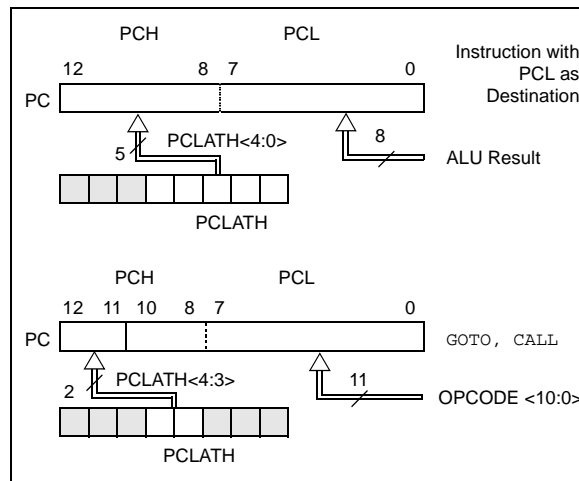 PCH PCL
12 8 7 0
Instruction with
PCL as
Destination
PC
5 PCLATH<4:0>
8
ALU Result
PCLATH
PCH PCL
12 11 10 8 7 0
PC
GOTO, CALL
2 PCLATH<4:3>
11
OPCODE <10:0>
PCLATH